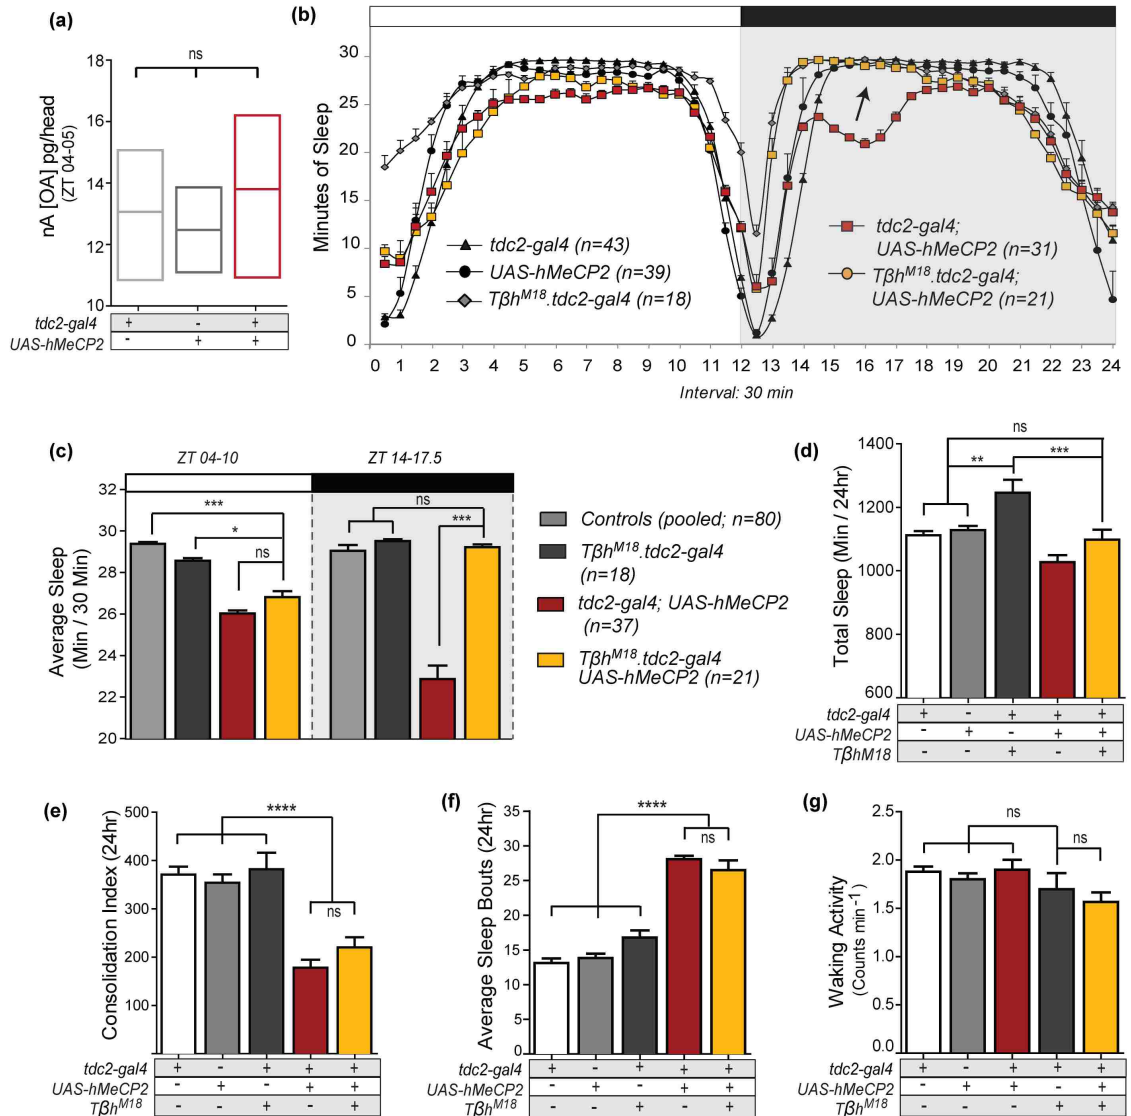 (a)
ns
nA [OA] pg/head
(ZT 04-05)
18
16
14
12
10
tdc2-gal4 + - +
UAS-hMeCP2 - + +
(b)
Minutes of Sleep
30
25
20
15
10
5
0
tdc2-gal4 (n=43)
UAS-hMeCP2 (n=39)
Tβh^M18.tdc2-gal4 (n=18)
tdc2-gal4;
UAS-hMeCP2 (n=31)
Tβh^M18.tdc2-gal4;
UAS-hMeCP2 (n=21)
0 1 2 3 4 5 6 7 8 9 10 11 12 13 14 15 16 17 18 19 20 21 22 23 24
Interval: 30 min
(c)
ZT 04-10 ZT 14-17.5
Average Sleep
(Min / 30 Min)
32
30
28
26
24
22
20
***
*
ns
ns
***
Controls (pooled; n=80)
Tβh^M18.tdc2-gal4
(n=18)
tdc2-gal4; UAS-hMeCP2
(n=37)
Tβh^M18.tdc2-gal4
UAS-hMeCP2 (n=21)
(d)
Total Sleep (Min / 24hr)
1400
1200
1000
800
600
ns
**
***
tdc2-gal4 + - + + +
UAS-hMeCP2 - + - + +
TβhM18 - - + - +
(e)
Consolidation Index (24hr)
500
400
300
200
100
****
ns
tdc2-gal4 + - + + +
UAS-hMeCP2 - + - + +
Tβh^M18 - - + - +
(f)
Average Sleep Bouts (24hr)
35
30
25
20
15
10
5
0
****
ns
tdc2-gal4 + - + + +
UAS-hMeCP2 - + - + +
Tβh^M18 - - + - +
(g)
Waking Activity
(Counts min-1)
2.5
2.0
1.5
1.0
0.5
0.0
ns
ns
tdc2-gal4 + - + + +
UAS-hMeCP2 - + + - +
Tβh^M18 - - - + +